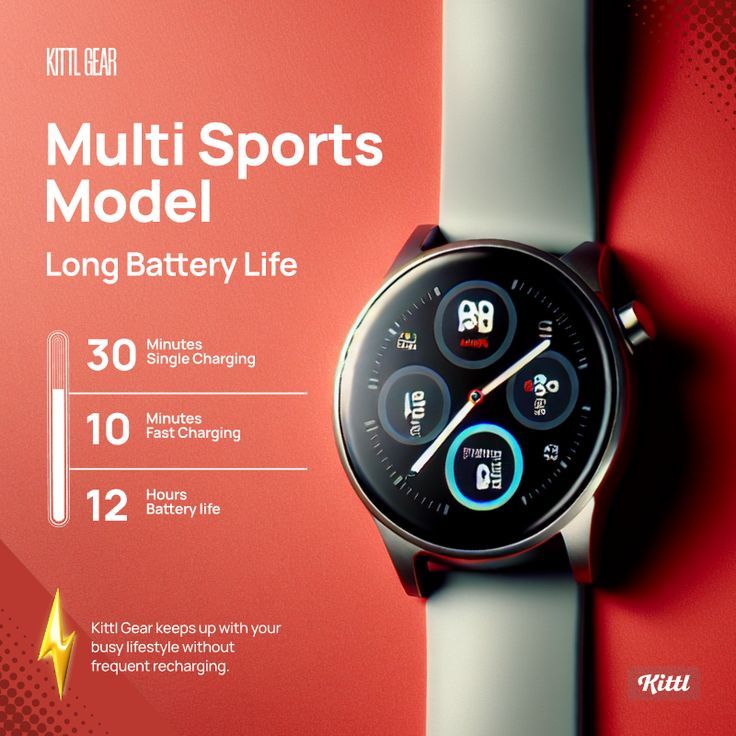 KITTL GEAR
Multi Sports
Model
Long Battery Life
30 Minutes
Single Charging
10 Minutes
Fast Charging
12 Hours
Battery life
Kittl Gear keeps up with your
busy lifestyle without
frequent recharging.
Kittl